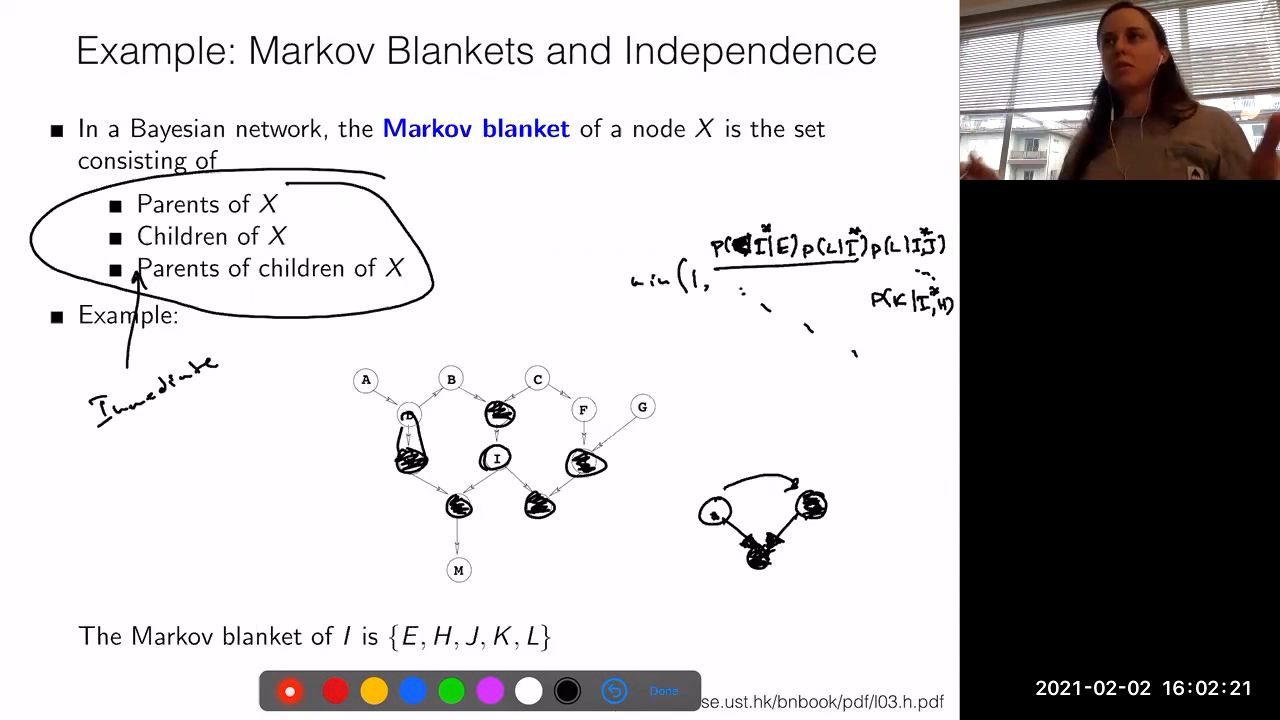 Example: Markov Blankets and Independence
■ In a Bayesian network, the Markov blanket of a node X is the set
consisting of
■ Parents of X
■ Children of X
■ Parents of children of X
■ Example:
Immediate
min(1,
p(I*|E)p(L|I*)p(L|I*,J)
p(K|I*,H)
A
B
C
F
G
I
M
The Markov blanket of I is {E, H, J, K, L}
Done
se.ust.hk/bnbook/pdf/l03.h.pdf
2021-02-02 16:02:21